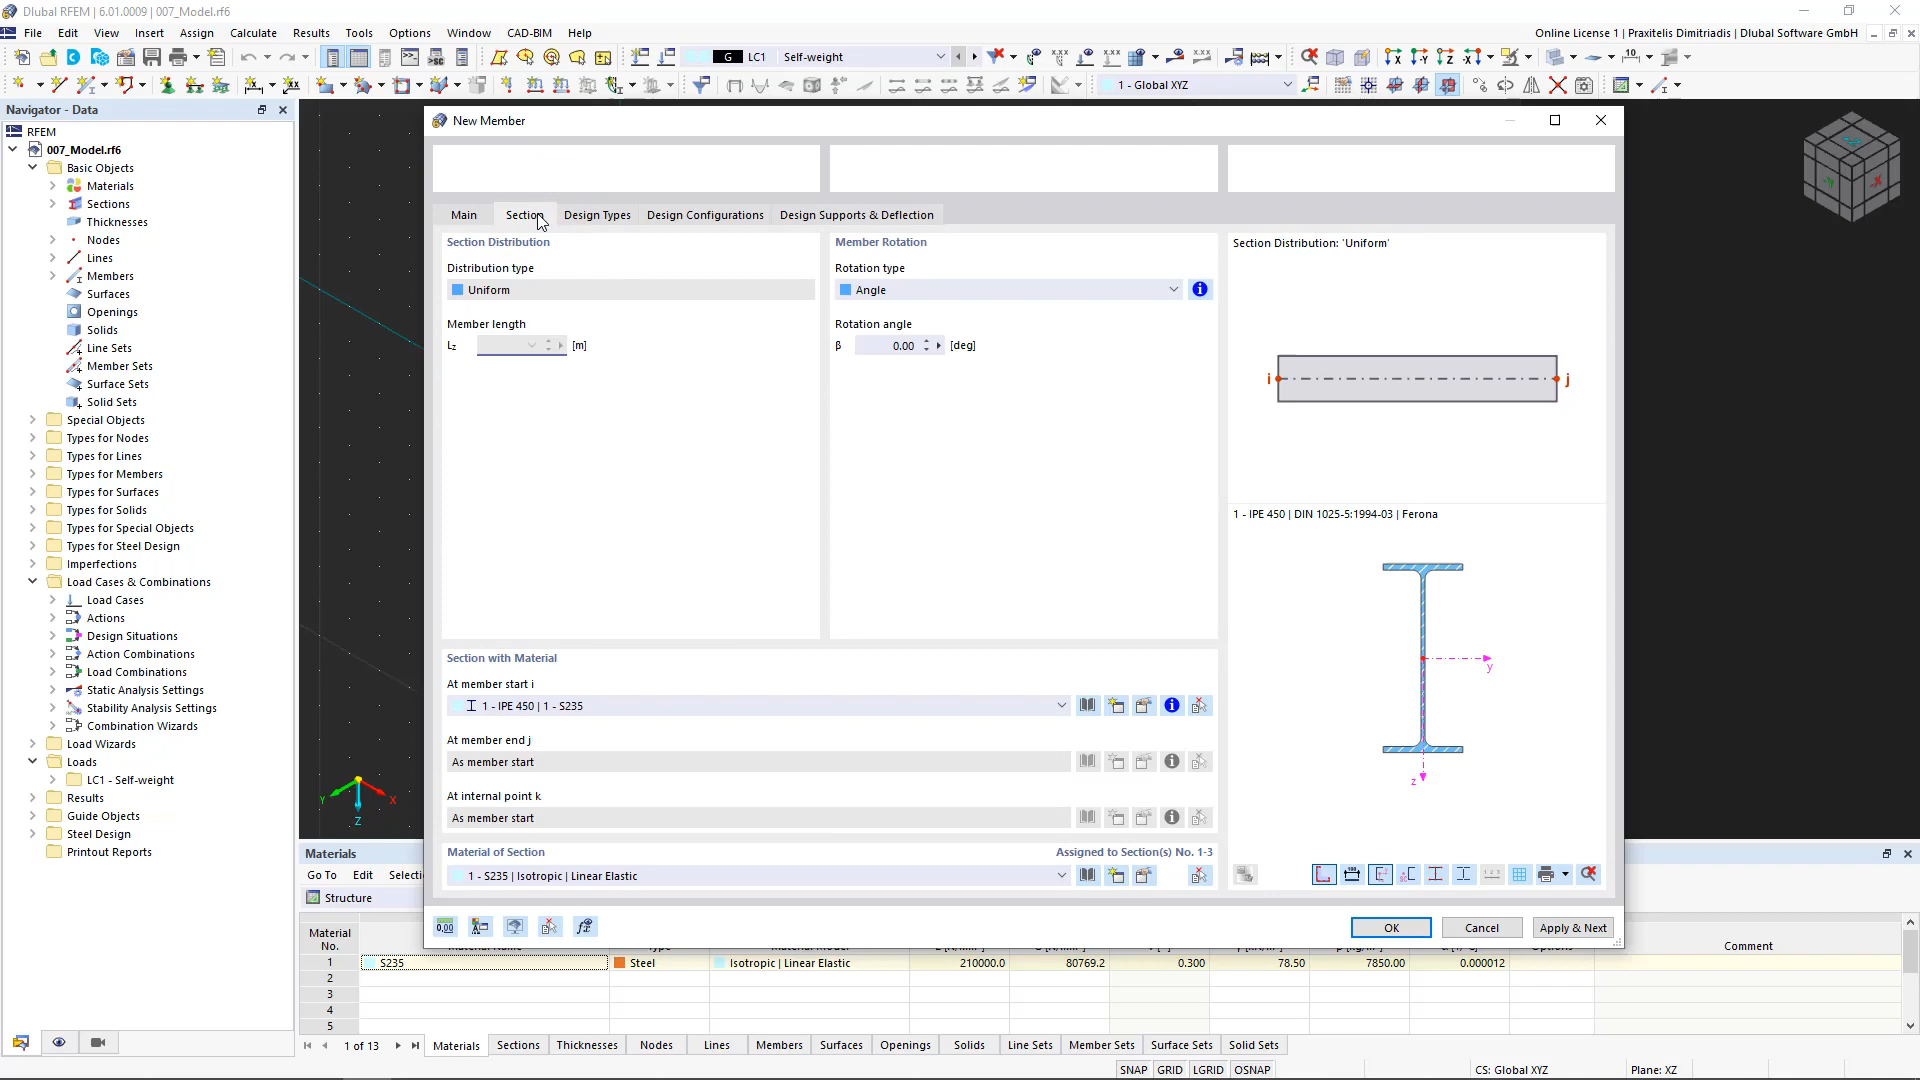 Dlubal RFEM | 6.01.0009 | 007_Model.rf6
File Edit View Insert Assign Calculate Results Tools Options Window CAD-BIM Help
Online License 1 | Praxitelis Dimitriadis | Dlubal Software GmbH
G LC1 Self-weight
1 - Global XYZ
Navigator - Data
RFEM
007_Model.rf6
Basic Objects
Materials
Sections
Thicknesses
Nodes
Lines
Members
Surfaces
Openings
Solids
Line Sets
Member Sets
Surface Sets
Solid Sets
Special Objects
Types for Nodes
Types for Lines
Types for Members
Types for Surfaces
Types for Solids
Types for Special Objects
Types for Steel Design
Imperfections
Load Cases & Combinations
Load Cases
Actions
Design Situations
Action Combinations
Load Combinations
Static Analysis Settings
Stability Analysis Settings
Combination Wizards
Load Wizards
Loads
LC1 - Self-weight
Results
Guide Objects
Steel Design
Printout Reports
Y X
Z
New Member
Main Section Design Types Design Configurations Design Supports & Deflection
Section Distribution
Distribution type
Uniform
Member length
Lz [m]
Member Rotation
Rotation type
Angle
Rotation angle
β 0.00 [deg]
Section Distribution: 'Uniform'
i j
1 - IPE 450 | DIN 1025-5:1994-03 | Ferona
y
z
Section with Material
At member start i
1 - IPE 450 | 1 - S235
At member end j
As member start
At internal point k
As member start
Material of Section Assigned to Section(s) No. 1-3
1 - S235 | Isotropic | Linear Elastic
OK Cancel Apply & Next
Materials
Go To Edit Selecti
Structure
Material
No. Comment
1 S235 Steel Isotropic | Linear Elastic 210000.0 80769.2 0.300 78.50 7850.00 0.000012
2
3
4
5
1 of 13 Materials Sections Thicknesses Nodes Lines Members Surfaces Openings Solids Line Sets Member Sets Surface Sets Solid Sets
SNAP GRID LGRID OSNAP CS: Global XYZ Plane: XZ